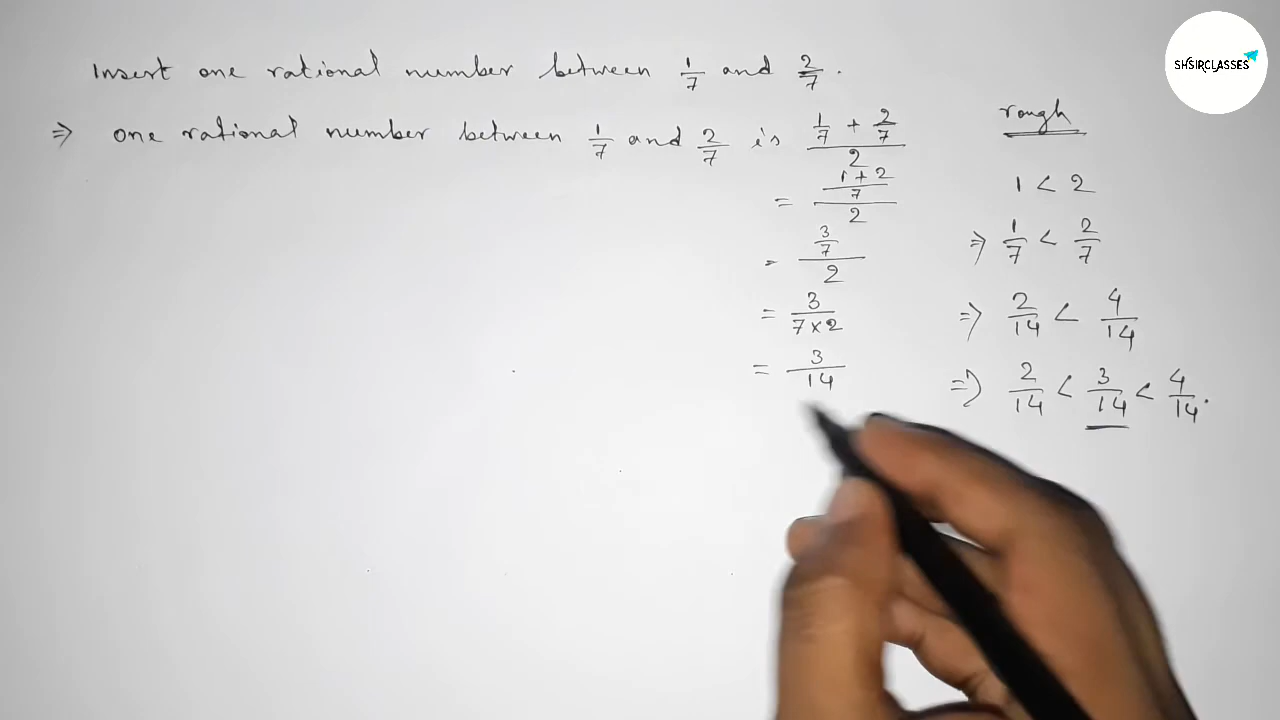 Insert one rational number between 1/7 and 2/7.
⇒ one rational number between 1/7 and 2/7 is (1/7 + 2/7)/2
= ((1+2)/7)/2
= (3/7)/2
= 3/(7×2)
= 3/14
rough
1 < 2
⇒ 1/7 < 2/7
⇒ 2/14 < 4/14
⇒ 2/14 < 3/14 < 4/14.
SHSIRCLASSES